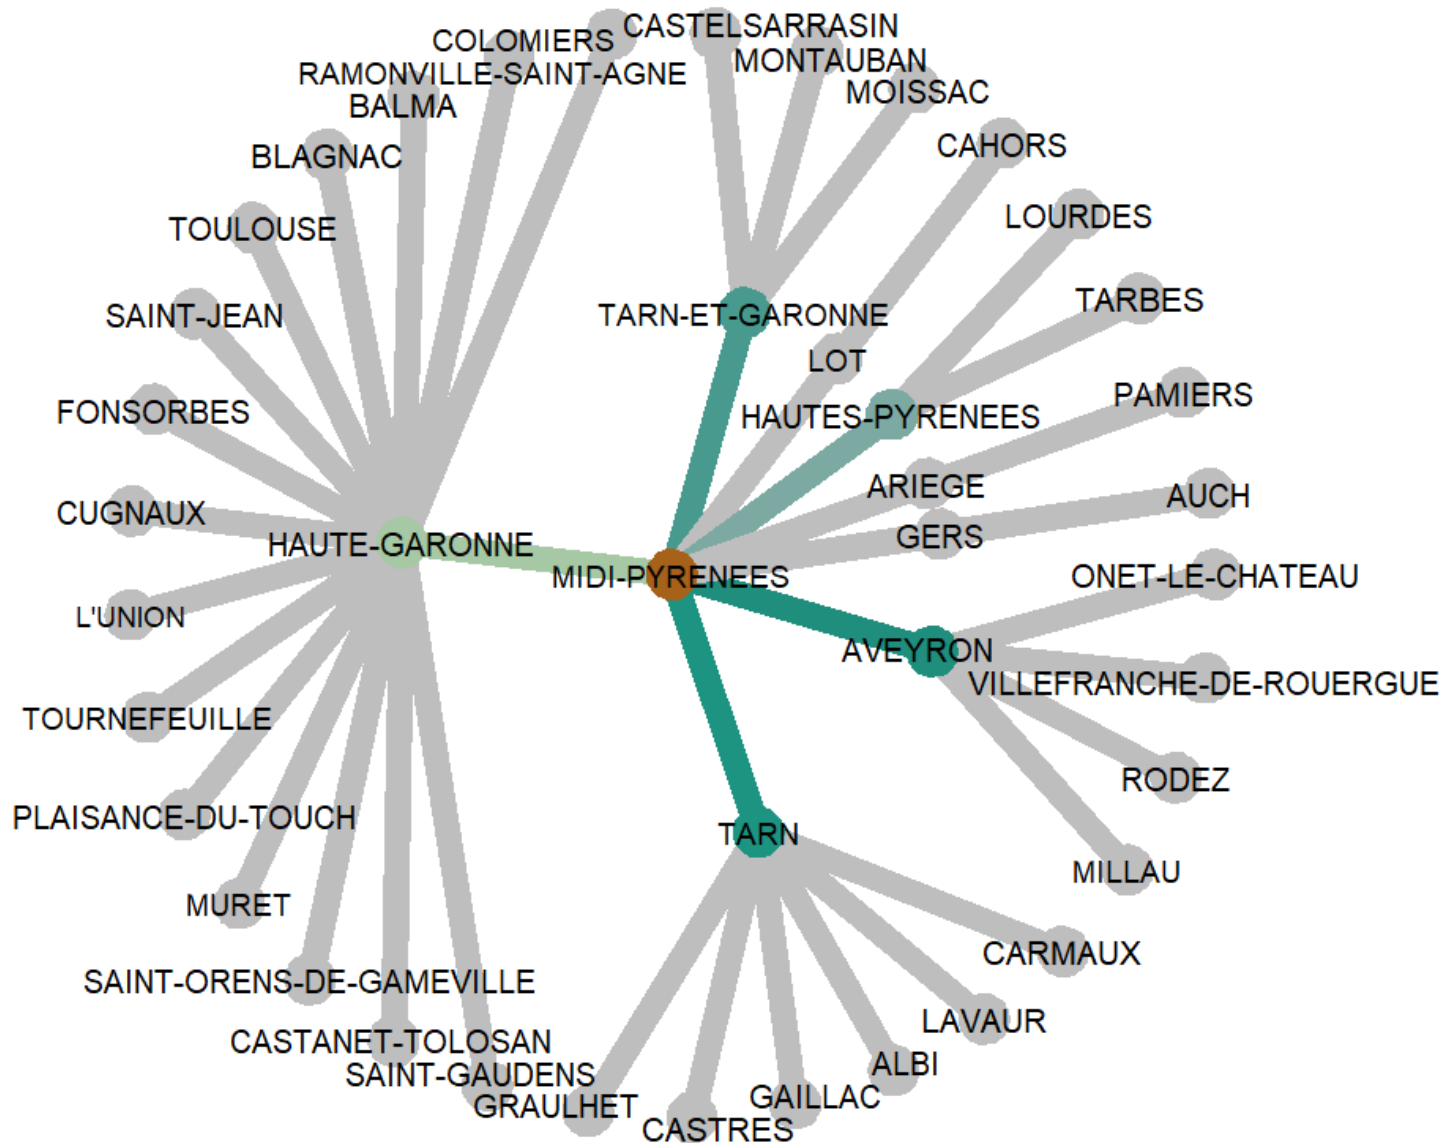 CASTELSARRASIN
COLOMIERS
MONTAUBAN
RAMONVILLE-SAINT-AGNE
MOISSAC
BALMA
CAHORS
BLAGNAC
LOURDES
TOULOUSE
TARBES
SAINT-JEAN
TARN-ET-GARONNE
LOT
PAMIERS
FONSORBES
HAUTES-PYRENEES
ARIEGE
AUCH
CUGNAUX
GERS
HAUTE-GARONNE
MIDI-PYRENEES
ONET-LE-CHATEAU
L'UNION
AVEYRON
VILLEFRANCHE-DE-ROUERGUE
TOURNEFEUILLE
RODEZ
PLAISANCE-DU-TOUCH
TARN
MILLAU
MURET
CARMAUX
SAINT-ORENS-DE-GAMEVILLE
LAVAUR
CASTANET-TOLOSAN
ALBI
SAINT-GAUDENS
GAILLAC
GRAULHET
CASTRES